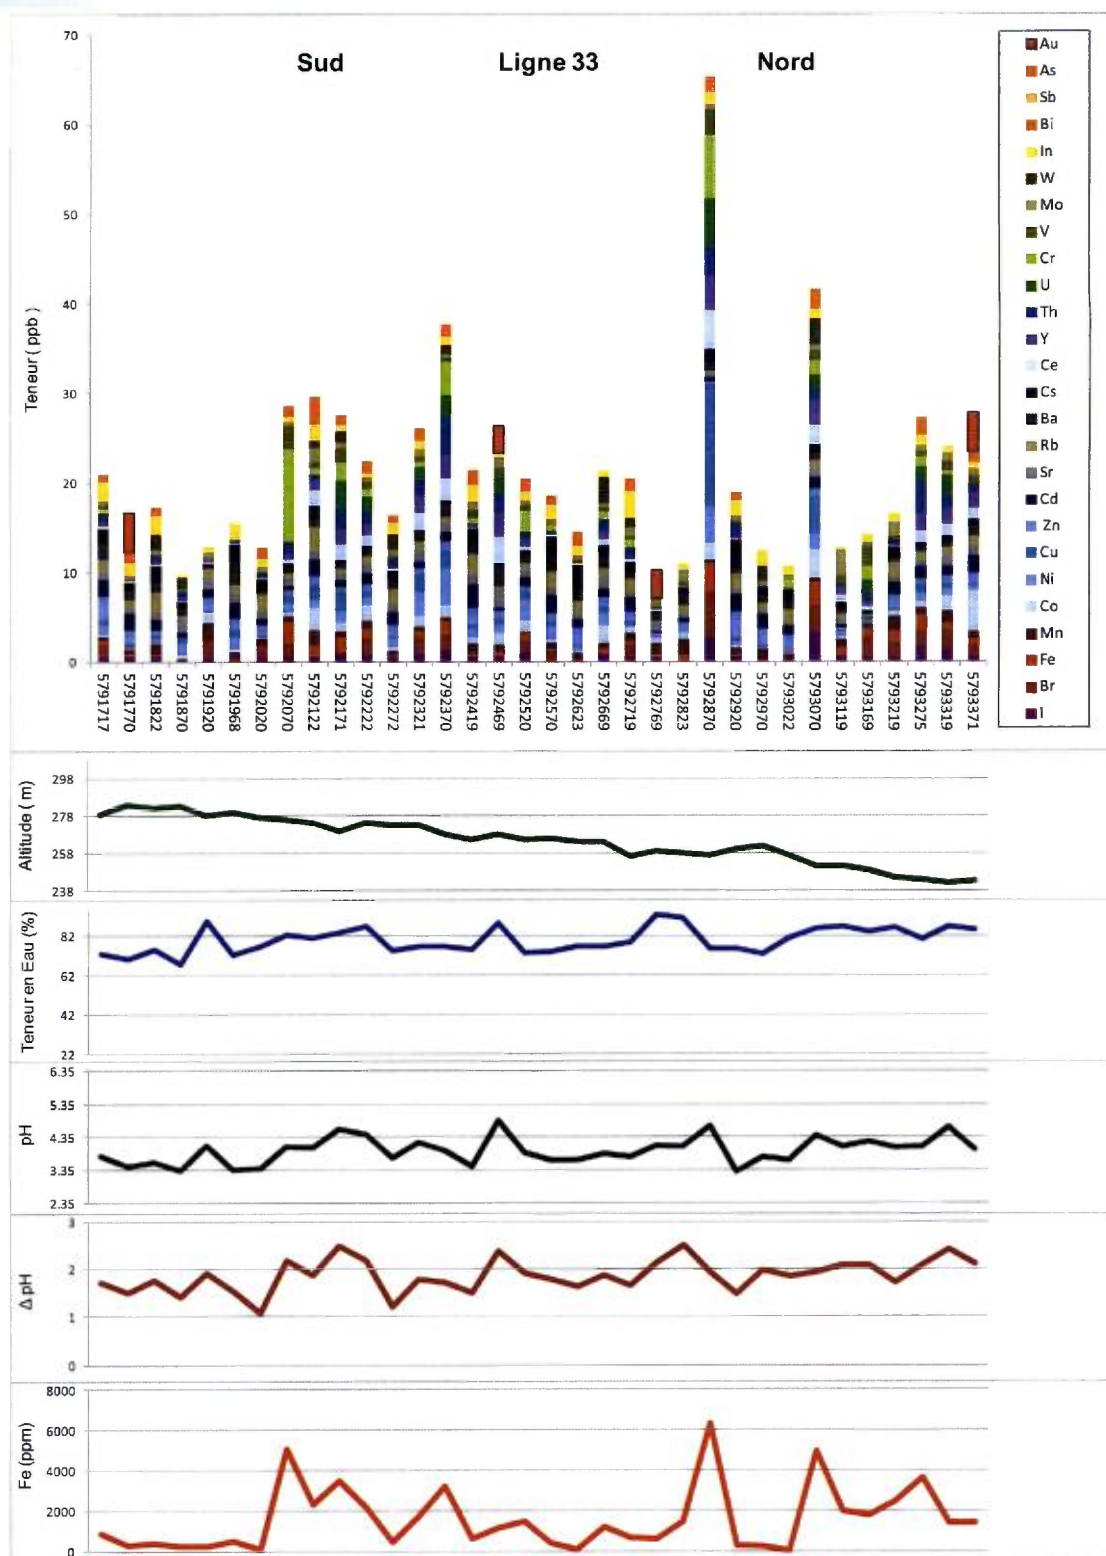 70
60
50
40
30
20
10
0
Teneur ( ppb )
Sud Ligne 33 Nord
Au
As
Sb
Bi
In
W
Mo
V
Cr
U
Th
Y
Ce
Cs
Ba
Rb
Sr
Cd
Zn
Cu
Ni
Co
Mn
Fe
Br
I
5791717
5791770
5791822
5791870
5791920
5791968
5792020
5792070
5792122
5792171
5792222
5792272
5792321
5792370
5792419
5792469
5792520
5792570
5792623
5792669
5792719
5792769
5792823
5792870
5792920
5792970
5793022
5793070
5793119
5793169
5793219
5793275
5793319
5793371
Altitude ( m)
298
278
258
238
Teneur en Eau (%)
82
62
42
22
pH
6.35
5.35
4.35
3.35
2.35
Δ pH
3
2
1
0
Fe (ppm)
8000
6000
4000
2000
0